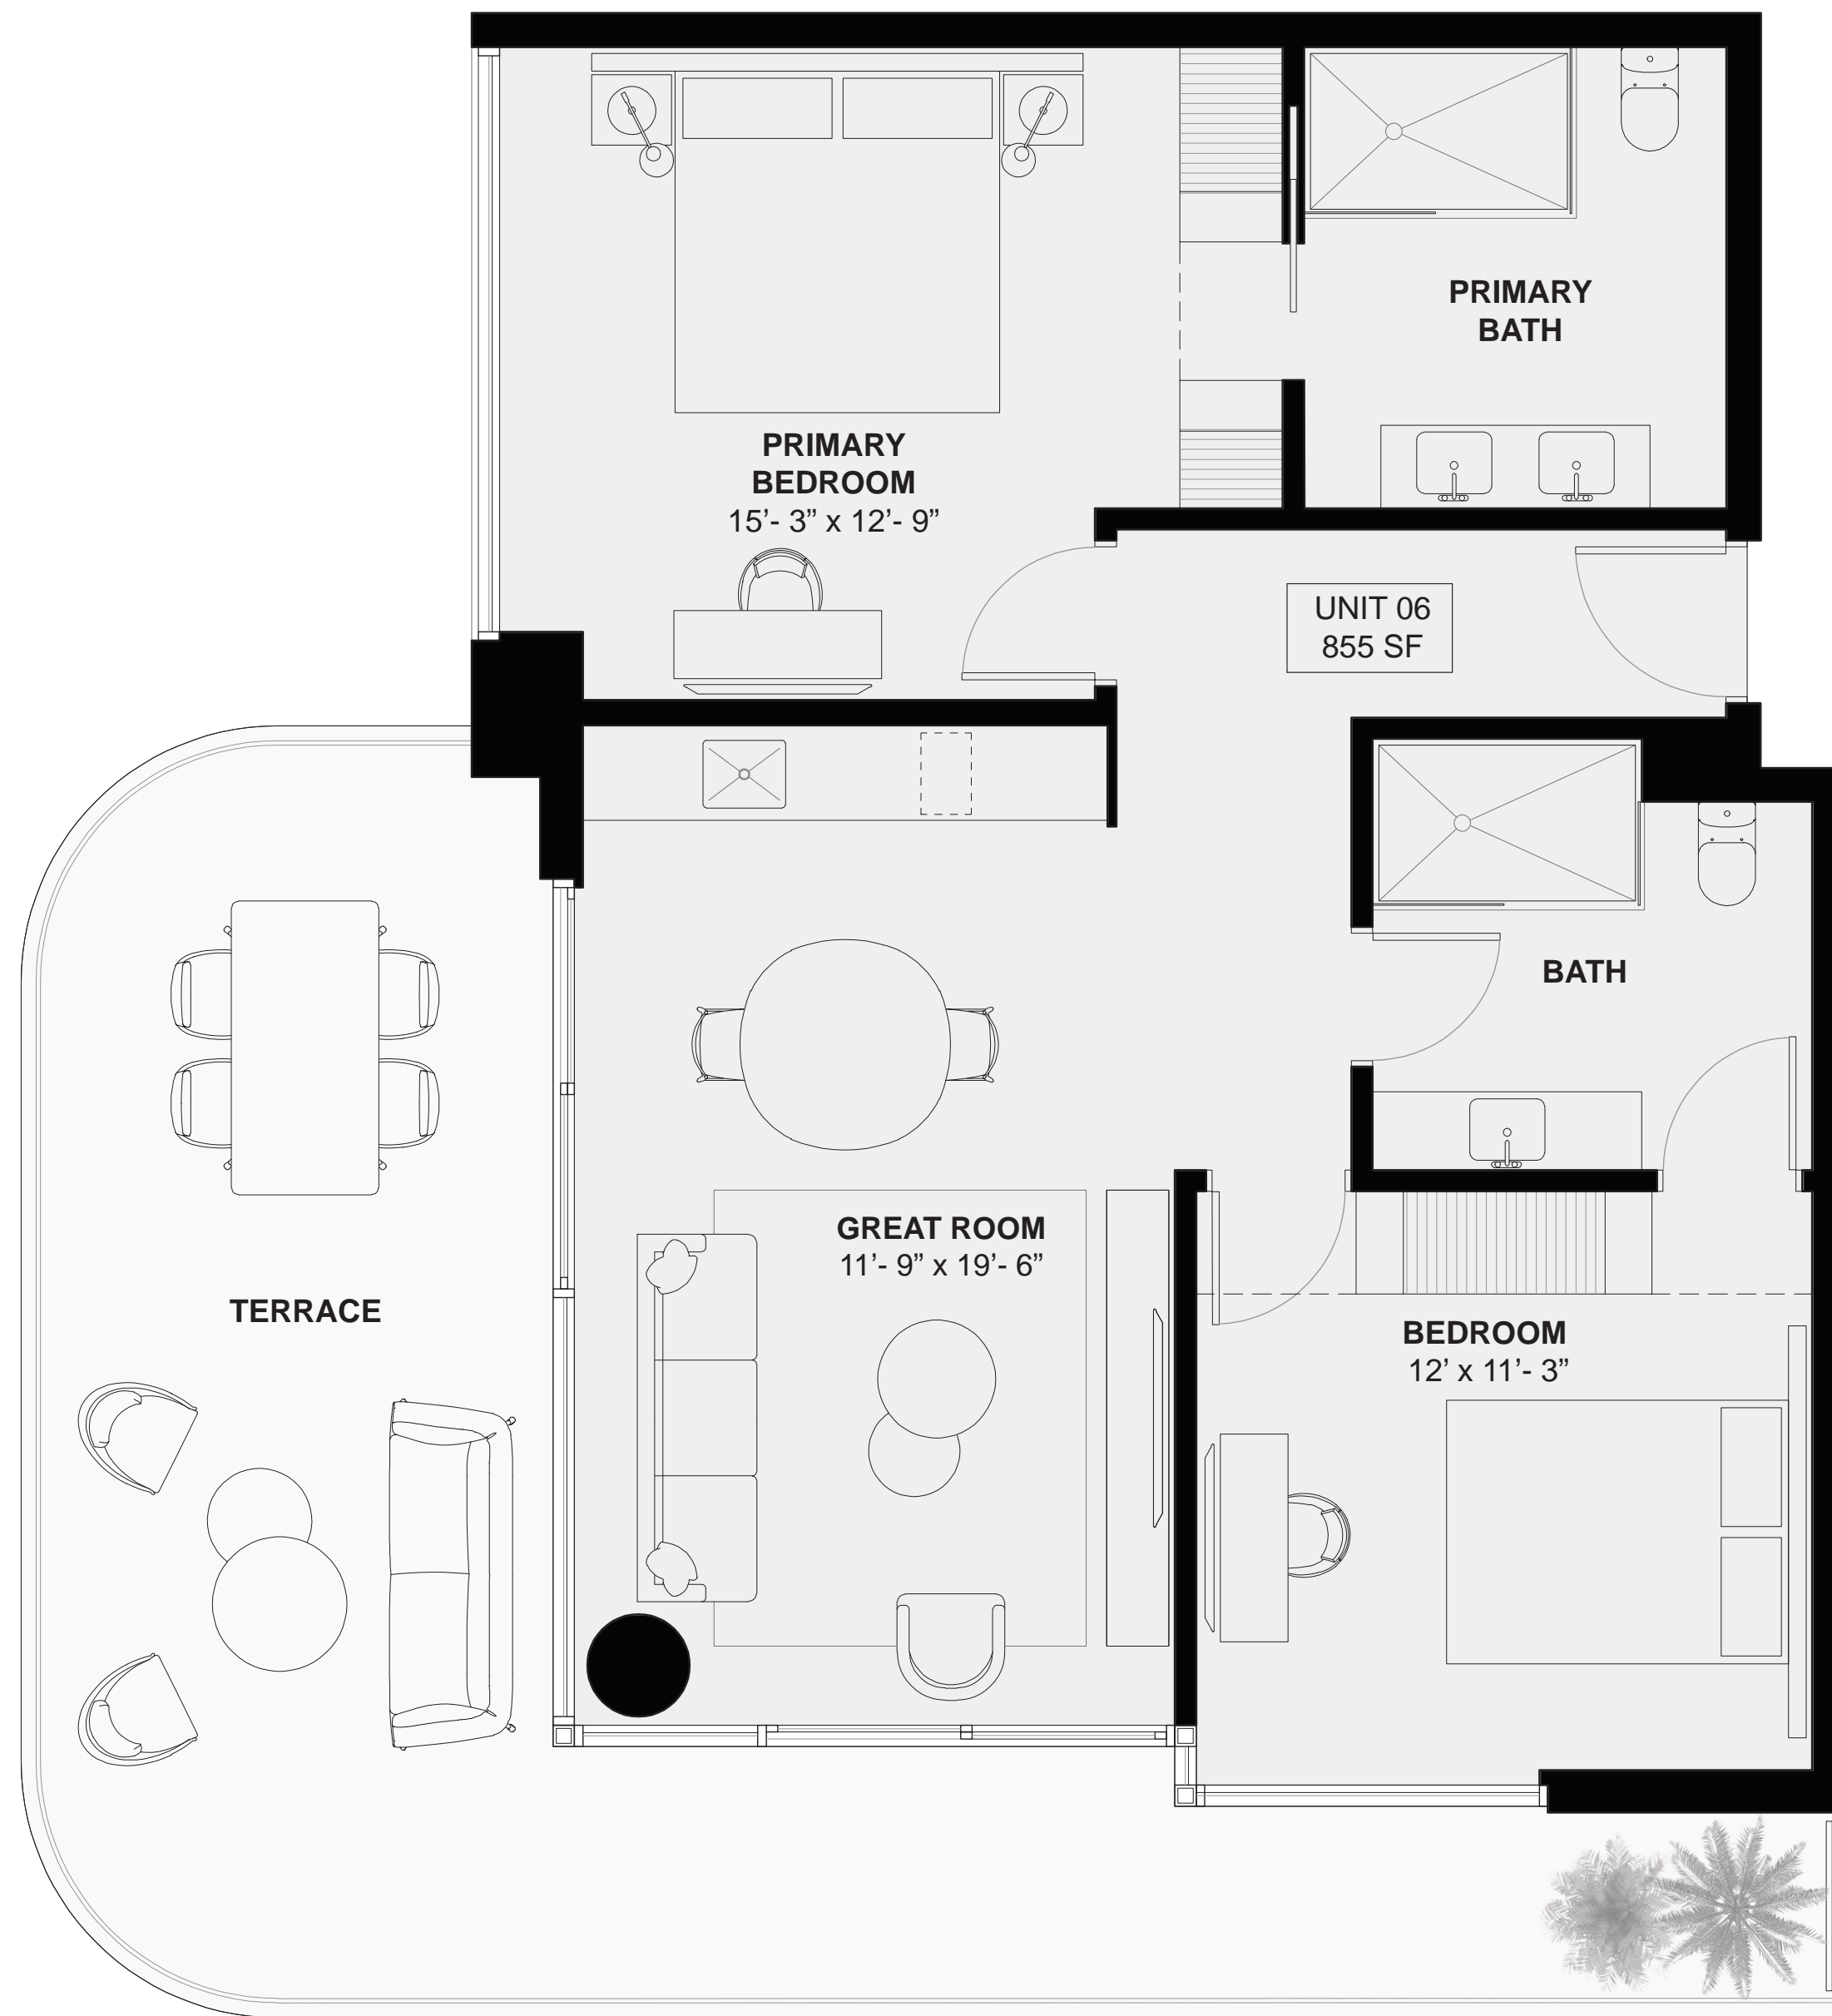 PRIMARY
BATH
PRIMARY
BEDROOM
15’- 3” x 12’- 9”
UNIT 06
855 SF
BATH
GREAT ROOM
11’- 9” x 19’- 6”
TERRACE
BEDROOM
12’ x 11’- 3”